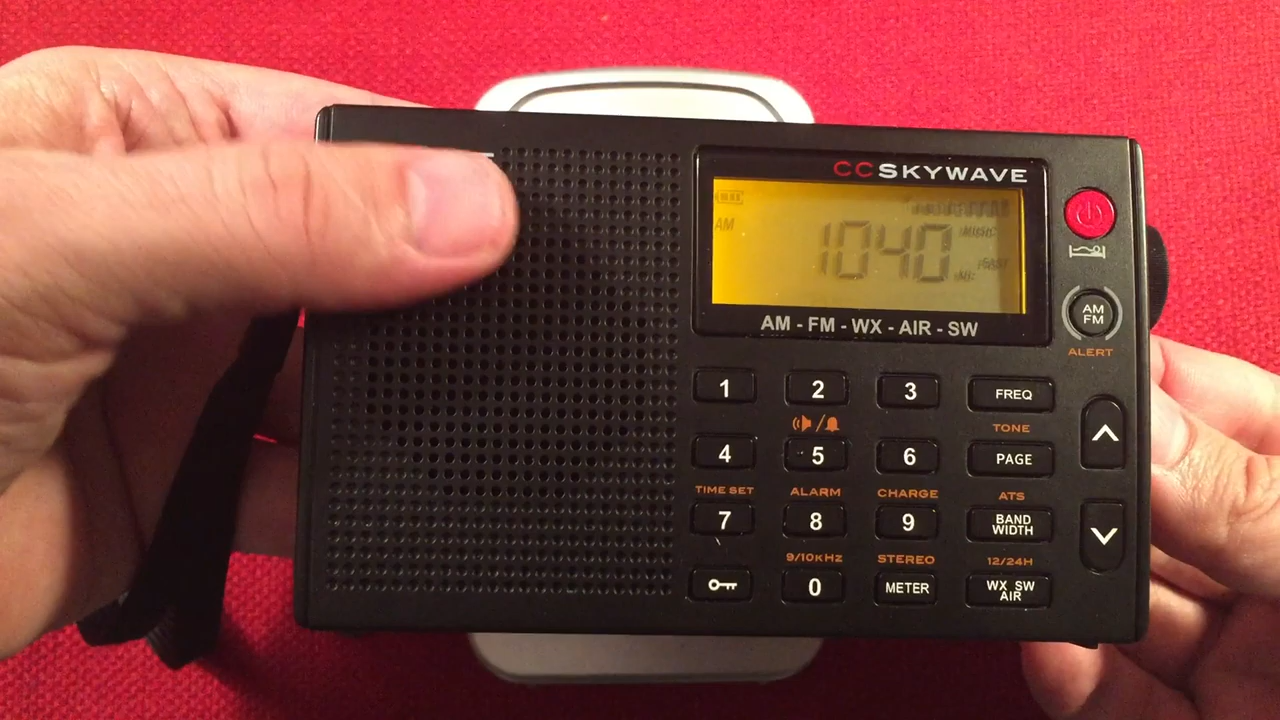 CCSKYWAVE
AM
1040
MUSIC
FAST
AM - FM - WX - AIR - SW
AM
FM
ALERT
1 2 3 FREQ
TONE
4 5 6 PAGE
TIME SET ALARM CHARGE ATS
7 8 9 BAND
WIDTH
9/10KHZ STEREO 12/24H
0 METER WX SW
AIR